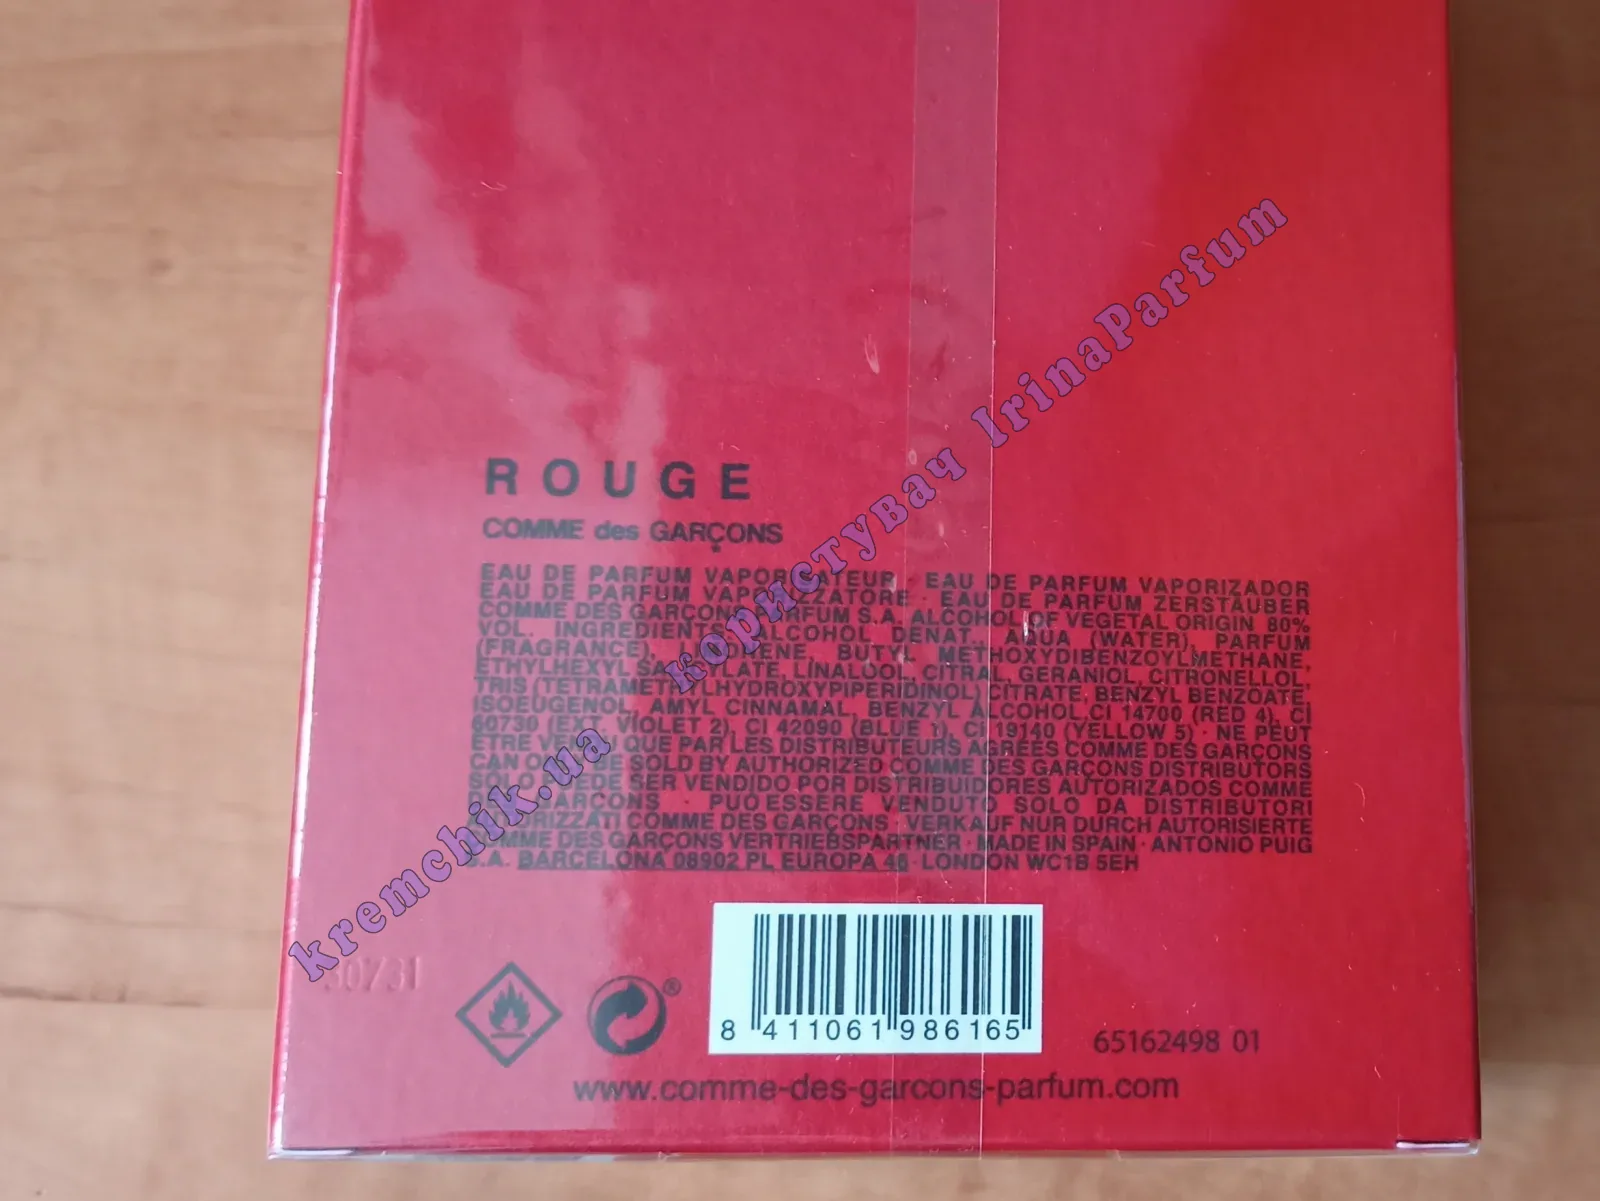 ROUGE
COMME des GARÇONS
EAU DE PARFUM VAPORISATEUR · EAU DE PARFUM VAPORIZADOR
EAU DE PARFUM VAPORIZZATORE · EAU DE PARFUM ZERSTÄUBER
COMME DES GARÇONS PARFUM S.A. ALCOHOL OF VEGETAL ORIGIN 80%
VOL. INGREDIENTS: ALCOHOL DENAT., AQUA (WATER), PARFUM
(FRAGRANCE), BUTYL METHOXYDIBENZOYLMETHANE,
ETHYLHEXYL SALICYLATE, LINALOOL, CITRAL, GERANIOL, CITRONELLOL,
TRIS (TETRAMETHYLHYDROXYPIPERIDINOL) CITRATE, BENZYL BENZOATE,
ISOEUGENOL, AMYL CINNAMAL, BENZYL ALCOHOL, CI 14700 (RED 4), CI
60730 (EXT. VIOLET 2), CI 42090 (BLUE 1), CI 19140 (YELLOW 5) · NE PEUT
ÊTRE VENDU QUE PAR LES DISTRIBUTEURS AGRÉES COMME DES GARÇONS
CAN ONLY BE SOLD BY AUTHORIZED COMME DES GARÇONS DISTRIBUTORS
SOLO PUEDE SER VENDIDO POR DISTRIBUIDORES AUTORIZADOS COMME
DES GARÇONS · PUÒ ESSERE VENDUTO SOLO DA DISTRIBUTORI
AUTORIZZATI COMME DES GARÇONS · VERKAUF NUR DURCH AUTORISIERTE
COMME DES GARÇONS VERTRIEBSPARTNER · MADE IN SPAIN · ANTONIO PUIG
S.A. BARCELONA 08902 PL EUROPA 46 · LONDON WC1B 5EH
30731
8 411061 986165
65162498 01
www.comme-des-garcons-parfum.com
kremchik.ua користувач IrinaParfum